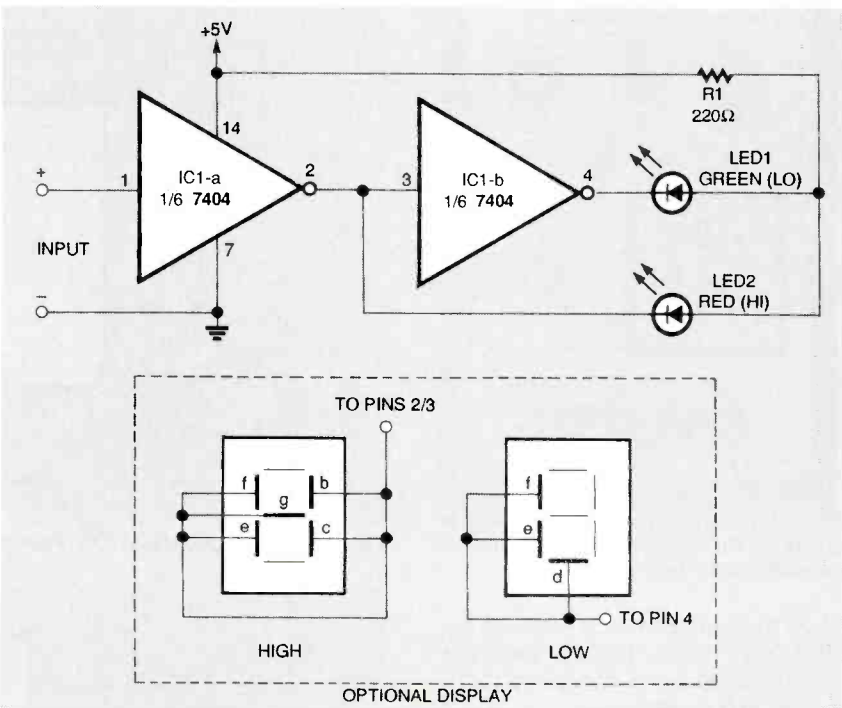 +5V
R1
220Ω
14
IC1-a
1/6 7404
1
2
7
+
INPUT
−
IC1-b
1/6 7404
3
4
LED1
GREEN (LO)
LED2
RED (HI)
TO PINS 2/3
f
b
g
e
c
HIGH
f
e
d
TO PIN 4
LOW
OPTIONAL DISPLAY